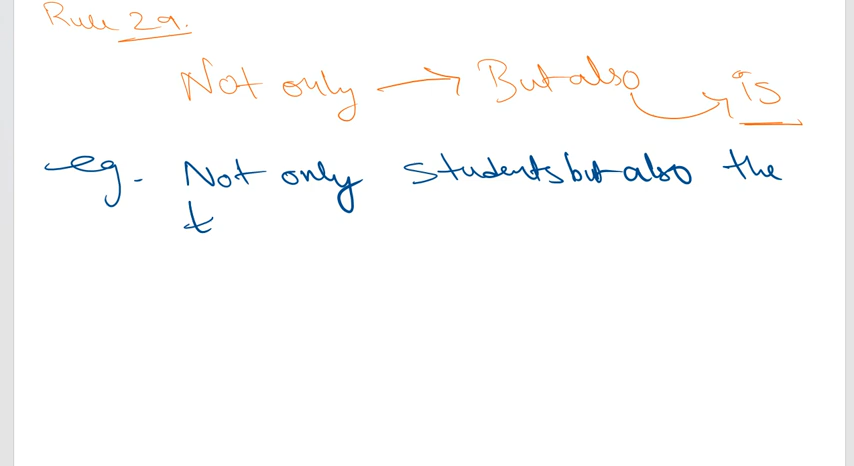 Rule 29.
Not only → But also is
eg. Not only students but also the
t